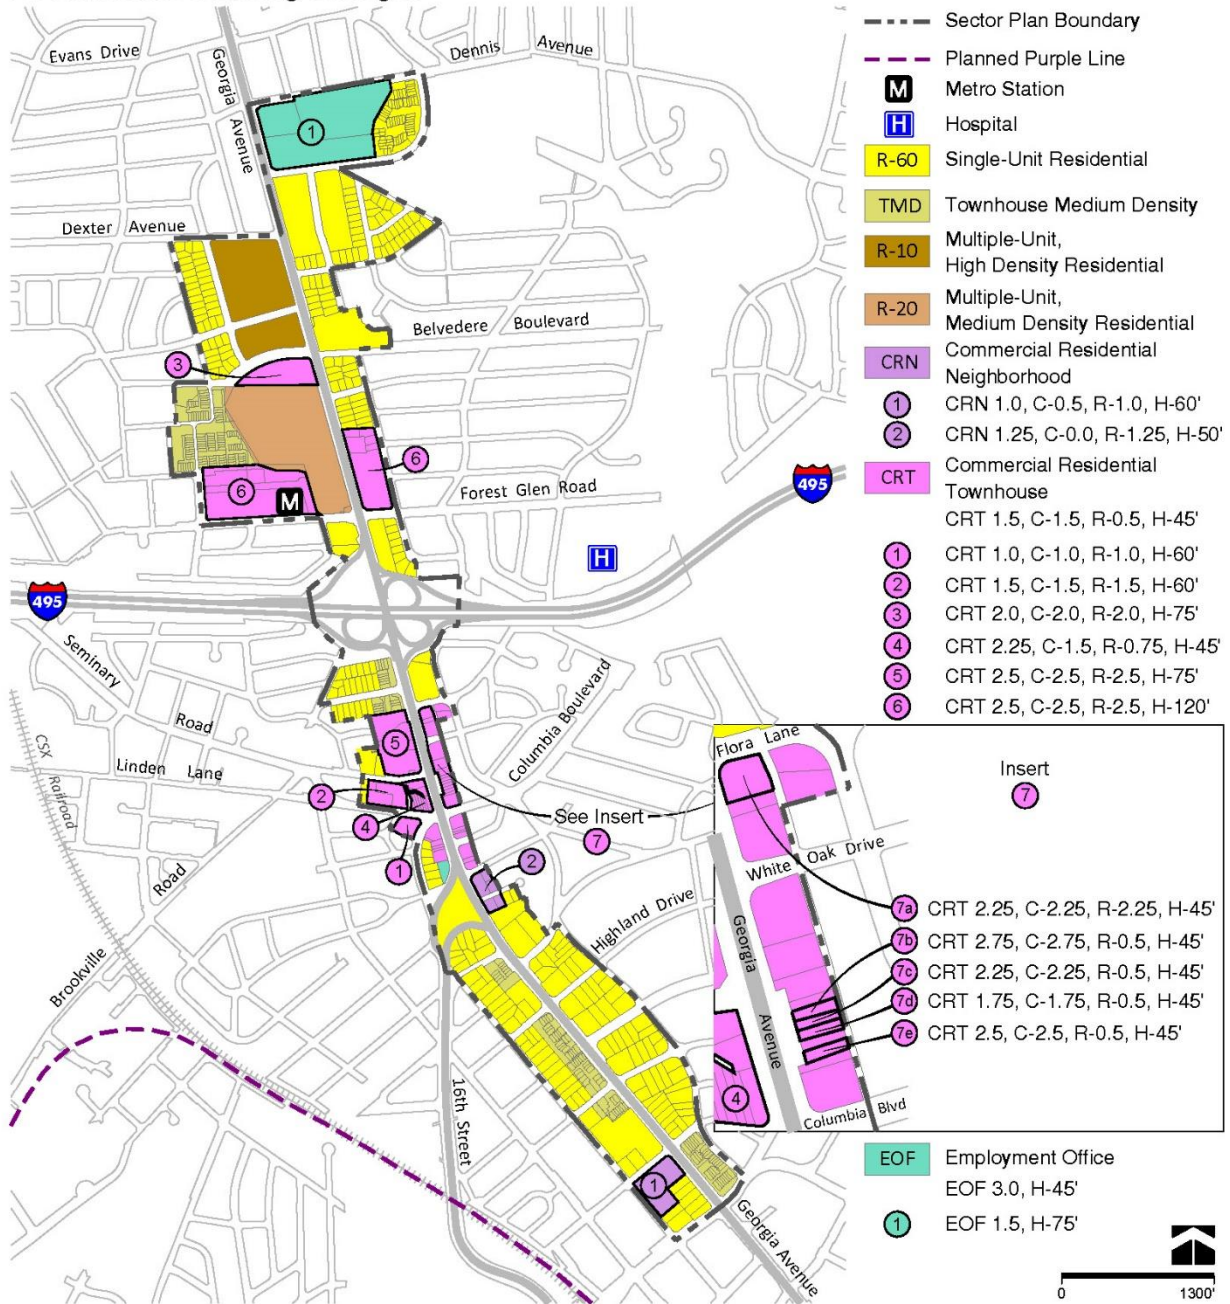 Sector Plan Boundary
Planned Purple Line
M Metro Station
H Hospital
R-60 Single-Unit Residential
TMD Townhouse Medium Density
R-10 Multiple-Unit,
High Density Residential
R-20 Multiple-Unit,
Medium Density Residential
CRN Commercial Residential
Neighborhood
1 CRN 1.0, C-0.5, R-1.0, H-60'
2 CRN 1.25, C-0.0, R-1.25, H-50'
CRT Commercial Residential
Townhouse
CRT 1.5, C-1.5, R-0.5, H-45'
1 CRT 1.0, C-1.0, R-1.0, H-60'
2 CRT 1.5, C-1.5, R-1.5, H-60'
3 CRT 2.0, C-2.0, R-2.0, H-75'
4 CRT 2.25, C-1.5, R-0.75, H-45'
5 CRT 2.5, C-2.5, R-2.5, H-75'
6 CRT 2.5, C-2.5, R-2.5, H-120'
Evans Drive
Georgia
Avenue
Dennis Avenue
1
Dexter Avenue
Belvedere Boulevard
3
6
6
M
Forest Glen Road
495
H
495
Seminary
Road
CSX Railroad
Linden Lane
Columbia Boulevard
5
2
4
1
See Insert
7
2
Road
Brookville
Highland Drive
16th Street
1
Georgia Avenue
Flora Lane
Insert
7
White Oak Drive
Georgia
Avenue
7a CRT 2.25, C-2.25, R-2.25, H-45'
7b CRT 2.75, C-2.75, R-0.5, H-45'
7c CRT 2.25, C-2.25, R-0.5, H-45'
7d CRT 1.75, C-1.75, R-0.5, H-45'
7e CRT 2.5, C-2.5, R-0.5, H-45'
4
Columbia Blvd
EOF Employment Office
EOF 3.0, H-45'
1 EOF 1.5, H-75'
0 1300'